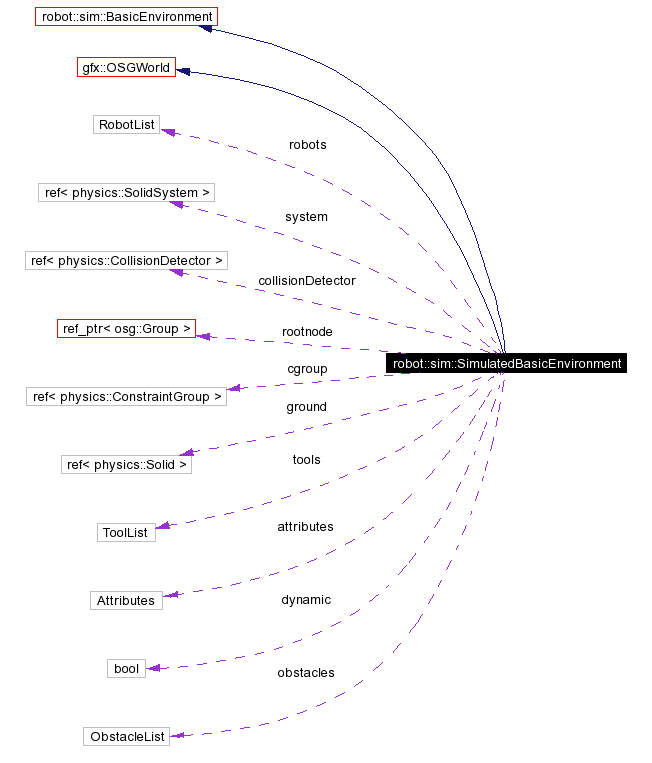 robot::sim::BasicEnvironment
gfx::OSGWorld
RobotList
robots
ref< physics::SolidSystem >
system
ref< physics::CollisionDetector >
collisionDetector
ref_ptr< osg::Group >
rootnode
robot::sim::SimulatedBasicEnvironment
cgroup
ref< physics::ConstraintGroup >
ground
ref< physics::Solid >
tools
ToolList
attributes
Attributes
dynamic
bool
obstacles
ObstacleList